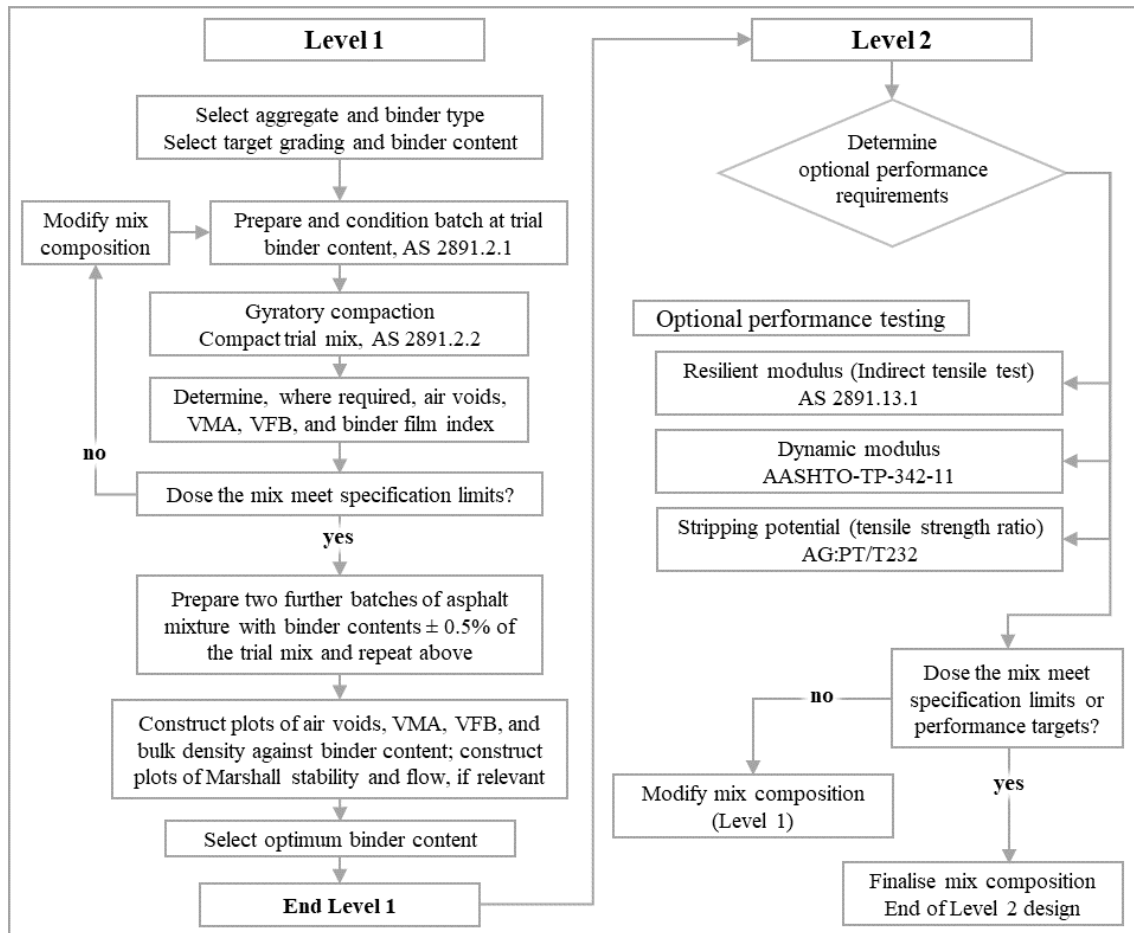 Level 1
Select aggregate and binder type
Select target grading and binder content
Modify mix
composition
Prepare and condition batch at trial
binder content, AS 2891.2.1
Gyratory compaction
Compact trial mix, AS 2891.2.2
Determine, where required, air voids,
VMA, VFB, and binder film index
no
Dose the mix meet specification limits?
yes
Prepare two further batches of asphalt
mixture with binder contents ± 0.5% of
the trial mix and repeat above
Construct plots of air voids, VMA, VFB, and
bulk density against binder content; construct
plots of Marshall stability and flow, if relevant
Select optimum binder content
End Level 1
Level 2
Determine
optional performance
requirements
Optional performance testing
Resilient modulus (Indirect tensile test)
AS 2891.13.1
Dynamic modulus
AASHTO-TP-342-11
Stripping potential (tensile strength ratio)
AG:PT/T232
Dose the mix meet
specification limits or
performance targets?
no
Modify mix composition
(Level 1)
yes
Finalise mix composition
End of Level 2 design